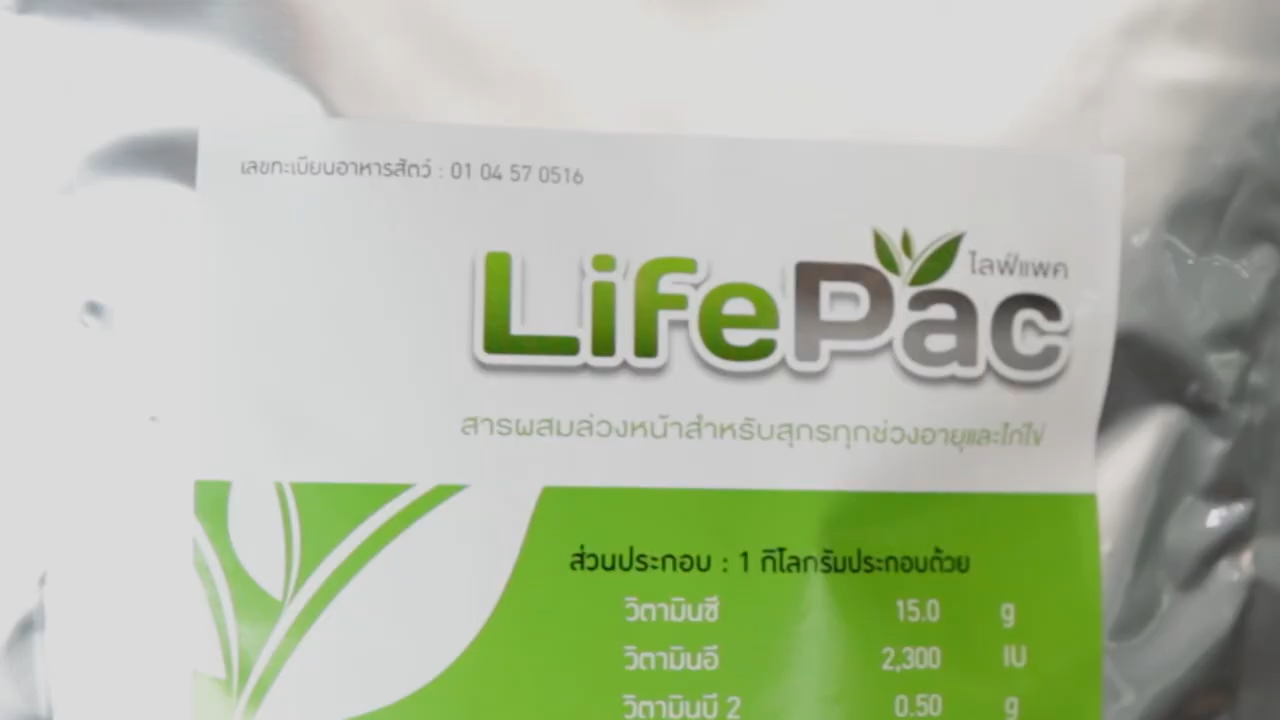 เลขทะเบียนอาหารสัตว์ : 01 04 57 0516
ไลฟ์แพค
LifePac
สารผสมล่วงหน้าสำหรับสุกรทุกช่วงอายุและไก่ไข่
ส่วนประกอบ : 1 กิโลกรัมประกอบด้วย
วิตามินซี 15.0 g
วิตามินอี 2,300 IU
วิตามินบี 2 0.50 g